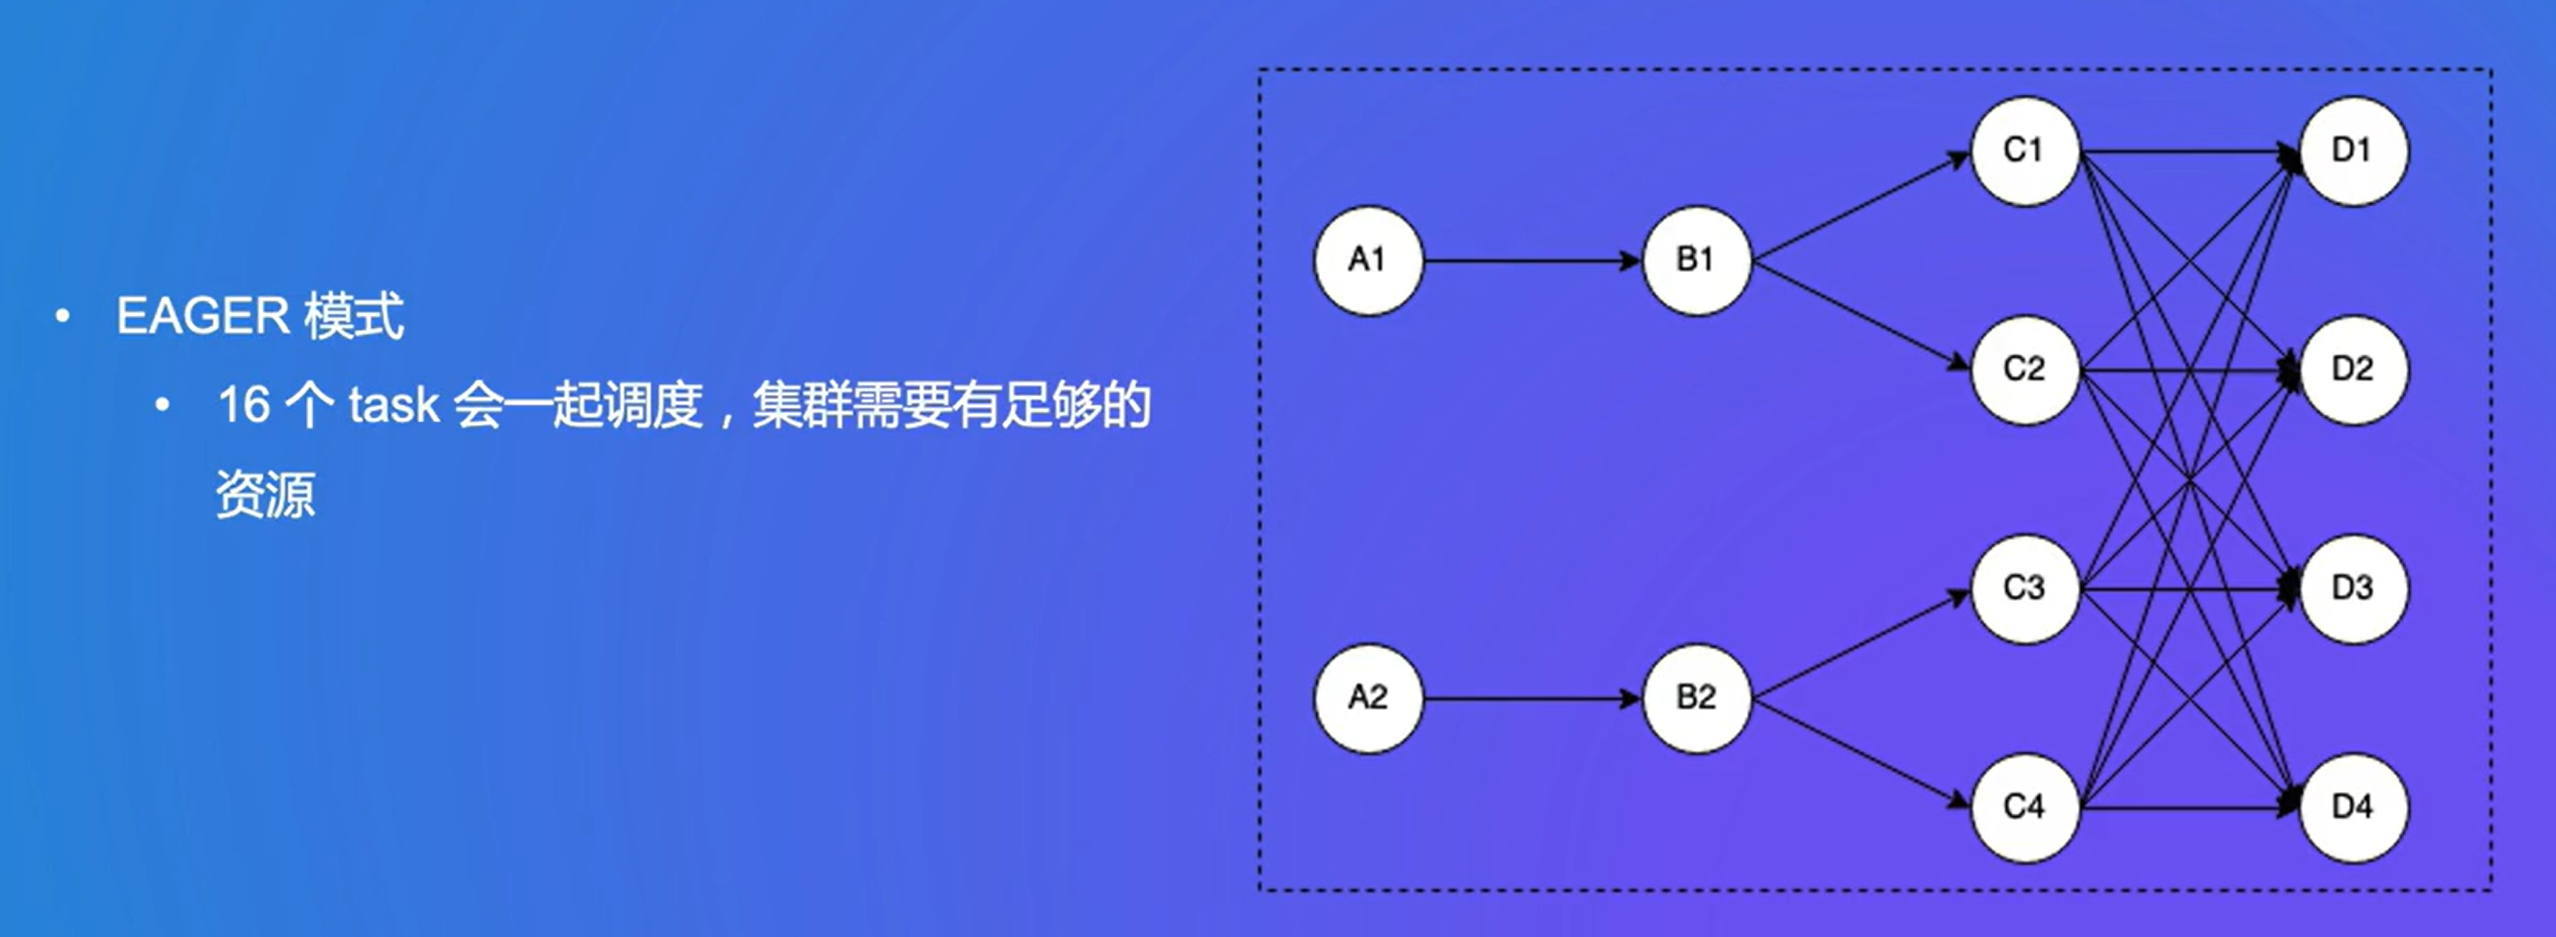 • EAGER 模式
• 16 个 task 会一起调度，集群需要有足够的
资源
C1
D1
A1
B1
C2
D2
C3
D3
A2
B2
C4
D4